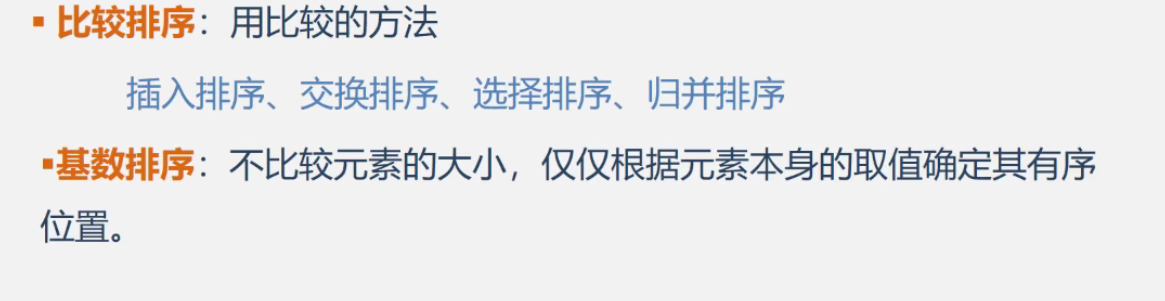 ▪ 比较排序：用比较的方法
插入排序、交换排序、选择排序、归并排序
▪基数排序：不比较元素的大小，仅仅根据元素本身的取值确定其有序
位置。